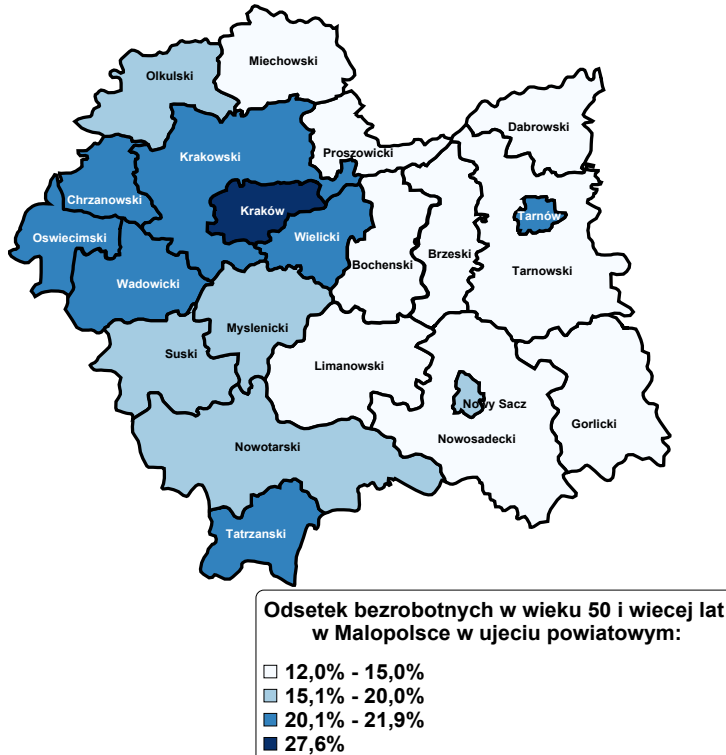 Miechowski
Olkulski
Dabrowski
Proszowicki
Krakowski
Chrzanowski
Kraków
Tarnów
Oswiecimski
Wielicki
Brzeski
Bochenski
Tarnowski
Wadowicki
Myslenicki
Suski
Limanowski
Nowy Sacz
Gorlicki
Nowotarski
Nowosadecki
Tatrzanski
Odsetek bezrobotnych w wieku 50 i wiecej lat
w Malopolsce w ujeciu powiatowym:
12,0% - 15,0%
15,1% - 20,0%
20,1% - 21,9%
27,6%